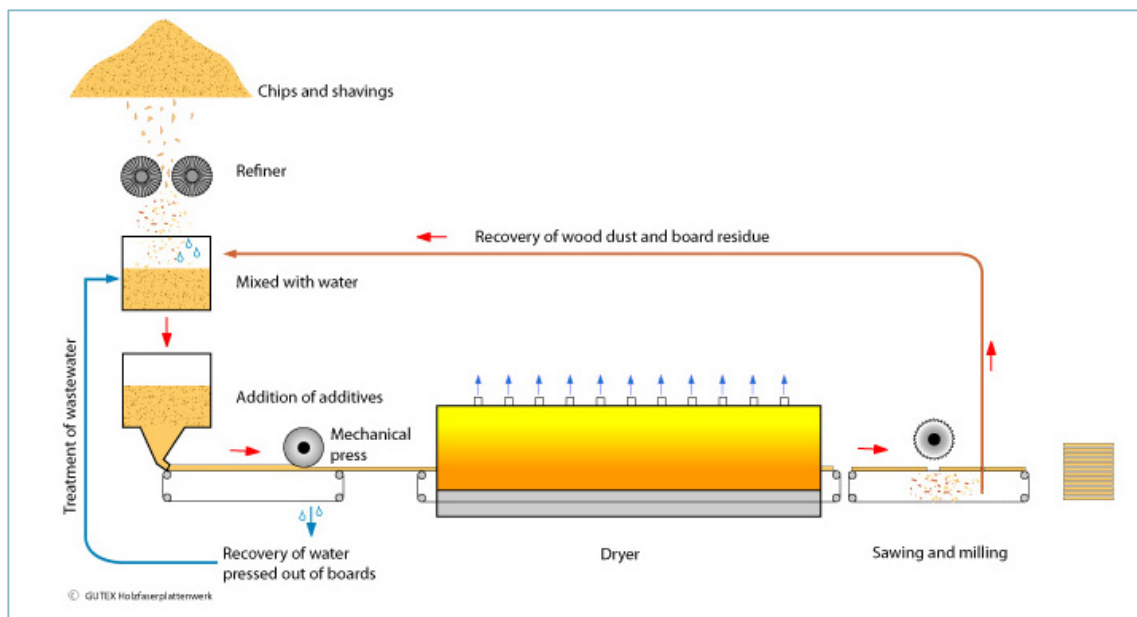 Chips and shavings
Refiner
Recovery of wood dust and board residue
Mixed with water
Treatment of wastewater
Addition of additives
Mechanical
press
Recovery of water
pressed out of boards
Dryer
Sawing and milling
© GUTEX Holzfaserplattenwerk